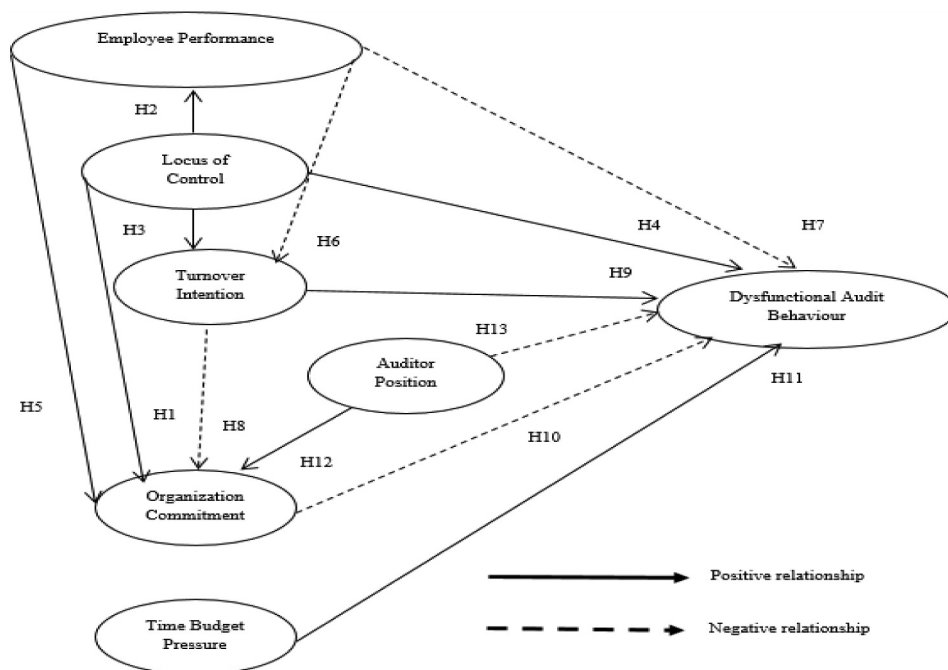 Employee Performance
H2
Locus of
Control
H3
H6
H4
H7
Turnover
Intention
H9
Dysfunctional Audit
Behaviour
H13
Auditor
Position
H11
H5
H1
H8
H10
H12
Organization
Commitment
Positive relationship
Time Budget
Pressure
Negative relationship